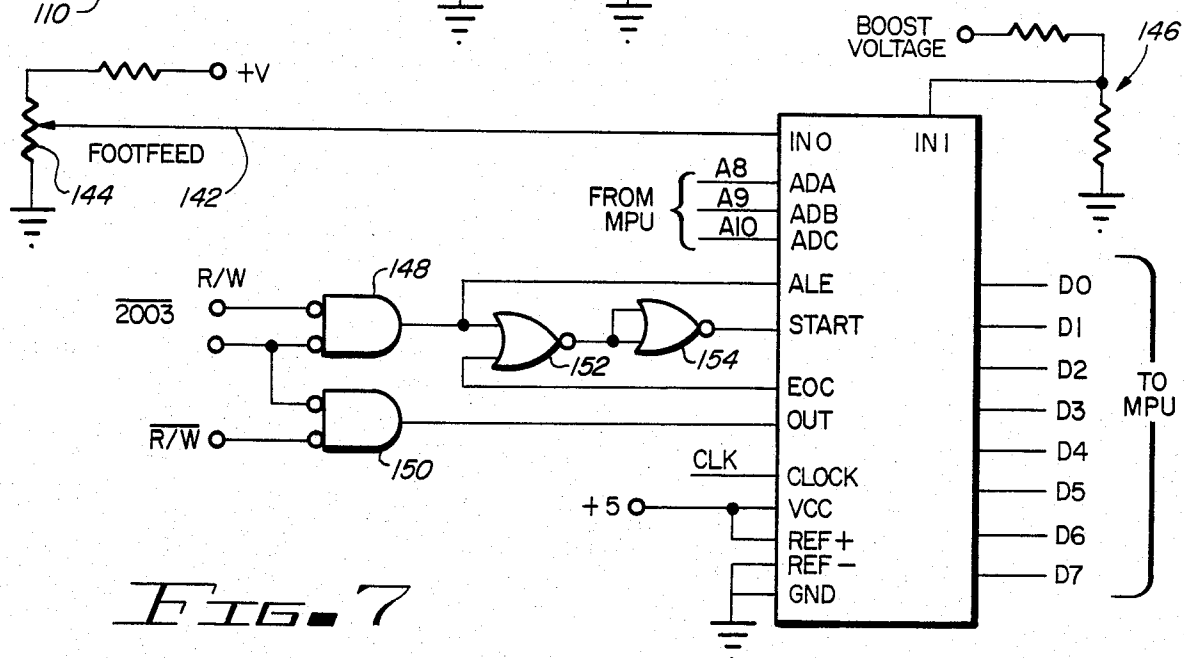 110
BOOST
VOLTAGE
146
+V
FOOTFEED
144
142
INO
IN1
FROM
MPU
A8
A9
A10
ADA
ADB
ADC
R/W
148
2003
ALE
START
152
154
EOC
OUT
R/W
150
CLK
CLOCK
+5
VCC
REF+
REF-
GND
D0
D1
D2
D3
D4
D5
D6
D7
TO
MPU
FIG. 7